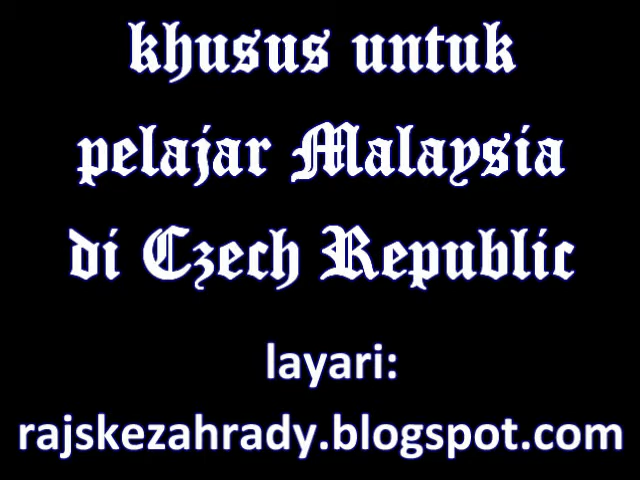 khusus untuk
pelajar Malaysia
di Czech Republic
layari:
rajskezahrady.blogspot.com